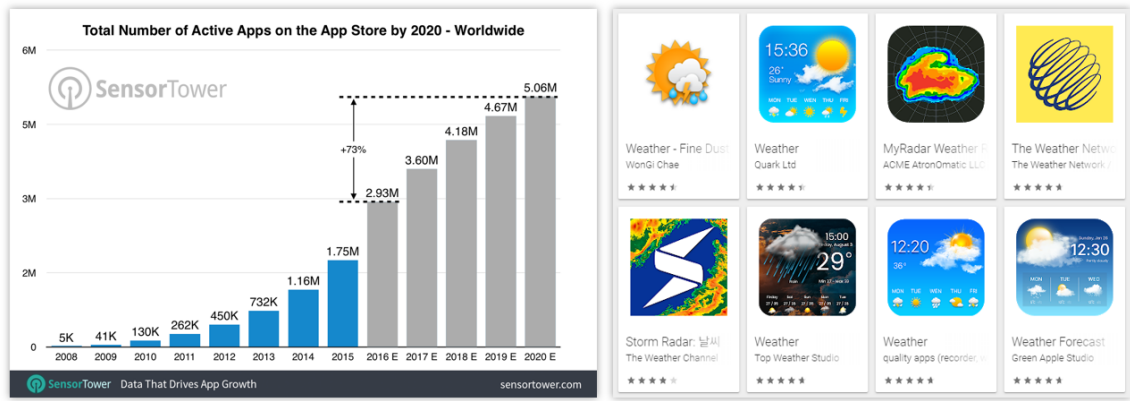 Total Number of Active Apps on the App Store by 2020 - Worldwide
6M
5M
3M
2M
0
SensorTower
+73%
5K
41K
130K
262K
450K
732K
1.16M
1.75M
2.93M
3.60M
4.18M
4.67M
5.06M
2008 2009 2010 2011 2012 2013 2014 2015 2016 E 2017 E 2018 E 2019 E 2020 E
SensorTower Data That Drives App Growth sensortower.com
15:36
26°
Sunny
MON TUE WED THU FRI
Weather - Fine Dust
WonGi Chae
Weather
Quark Ltd
MyRadar Weather R
ACME AtronOmatic LLC
The Weather Netwo
The Weather Network /
15:00
29°
12:20
36°
MON TUE WED THU FRI
12:30
MON TUE WED
Storm Radar: 날씨
The Weather Channel
Weather
Top Weather Studio
Weather
quality apps (recorder,
Weather Forecast
Green Apple Studio